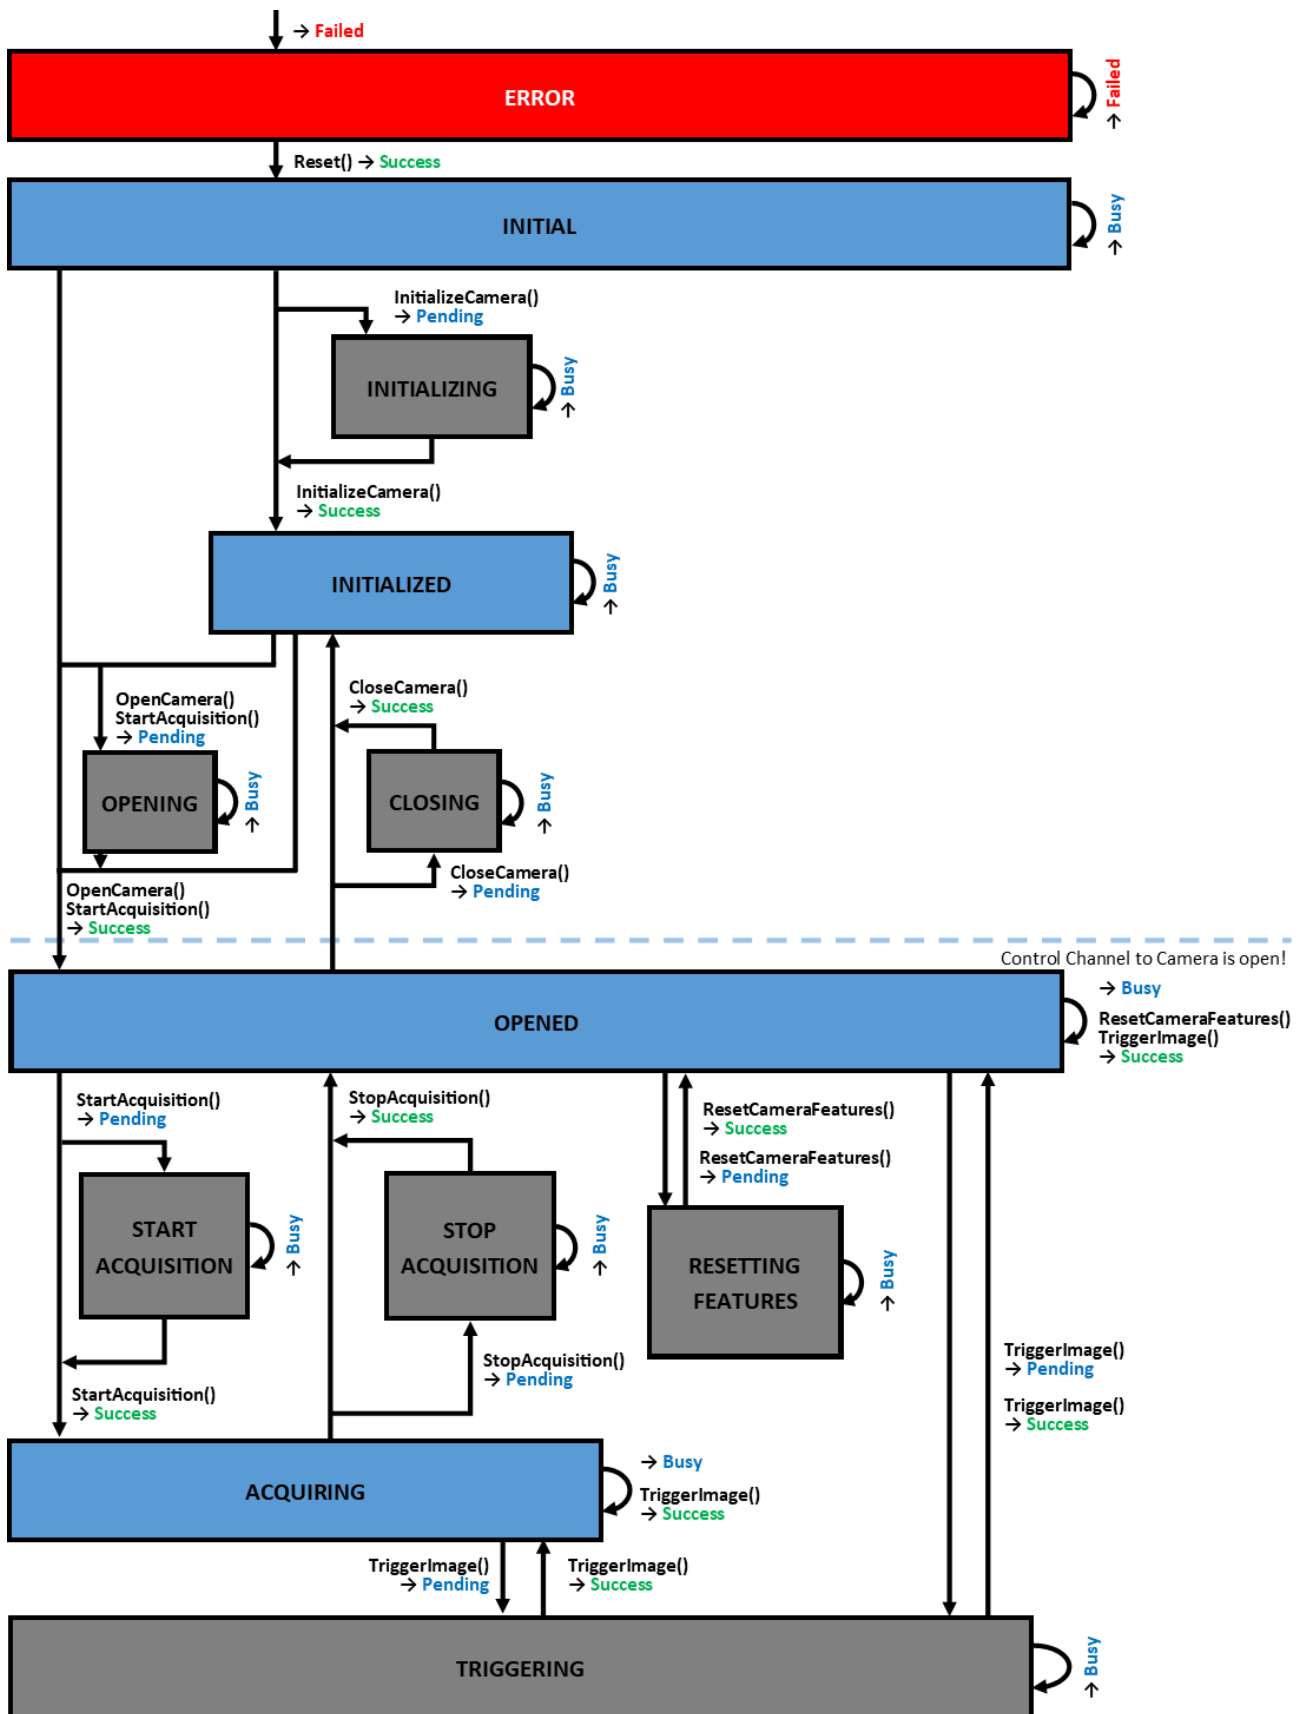 → Failed
ERROR
→ Failed
Reset() → Success
INITIAL
→ Busy
InitializeCamera()
→ Pending
INITIALIZING
→ Busy
InitializeCamera()
→ Success
INITIALIZED
→ Busy
OpenCamera()
StartAcquisition()
→ Pending
CloseCamera()
→ Success
OPENING
→ Busy
CLOSING
→ Busy
CloseCamera()
→ Pending
OpenCamera()
StartAcquisition()
→ Success
Control Channel to Camera is open!
OPENED
→ Busy
ResetCameraFeatures()
TriggerImage()
→ Success
StartAcquisition()
→ Pending
StopAcquisition()
→ Success
ResetCameraFeatures()
→ Success
ResetCameraFeatures()
→ Pending
START
ACQUISITION
→ Busy
STOP
ACQUISITION
→ Busy
RESETTING
FEATURES
→ Busy
StopAcquisition()
→ Pending
TriggerImage()
→ Pending
TriggerImage()
→ Success
StartAcquisition()
→ Success
ACQUIRING
→ Busy
TriggerImage()
→ Success
TriggerImage()
→ Pending
TriggerImage()
→ Success
TRIGGERING
→ Busy